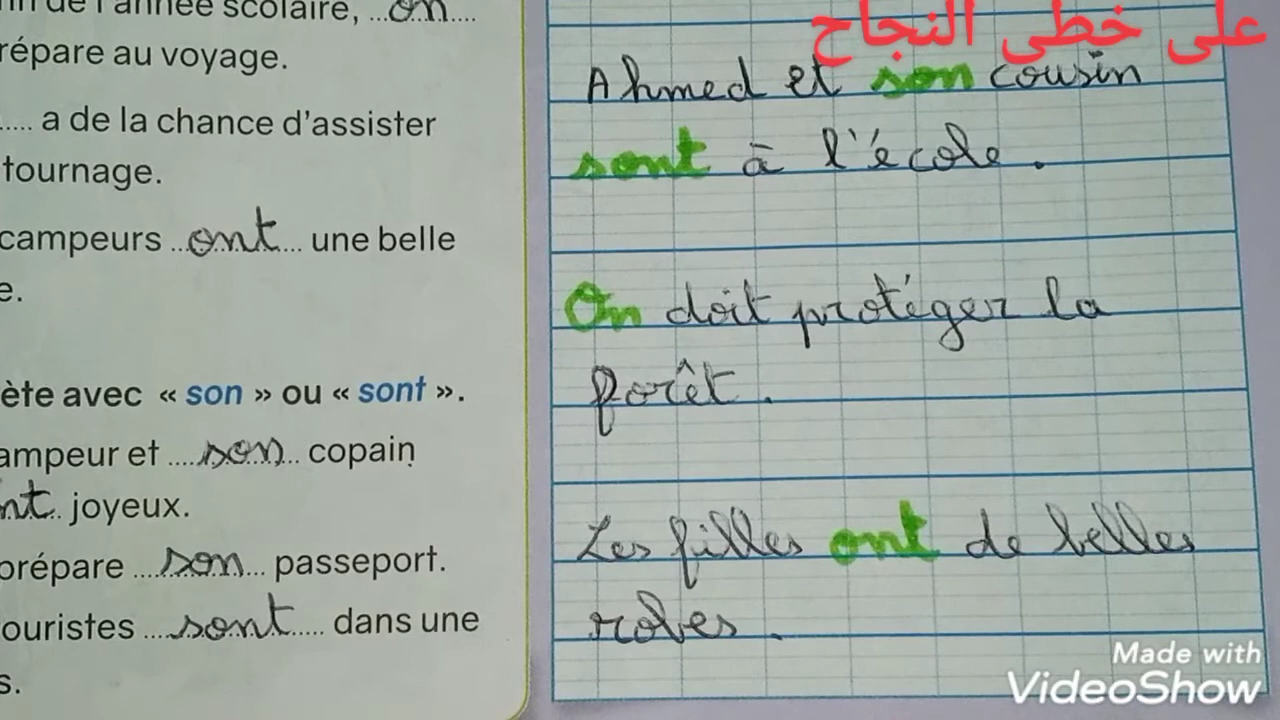 de l'année scolaire, ...on....
répare au voyage.
..... a de la chance d'assister
tournage.
campeurs ...ont.... une belle
e.
ète avec « son » ou « sont ».
ampeur et ....son... copain
nt.. joyeux.
prépare ....son... passeport.
ouristes ....sont..... dans une
s.
على خطى النجاح
Ahmed et son cousin
sont à l'école.
On doit protéger la
forêt.
Les filles ont de belles
robes.
Made with
VideoShow